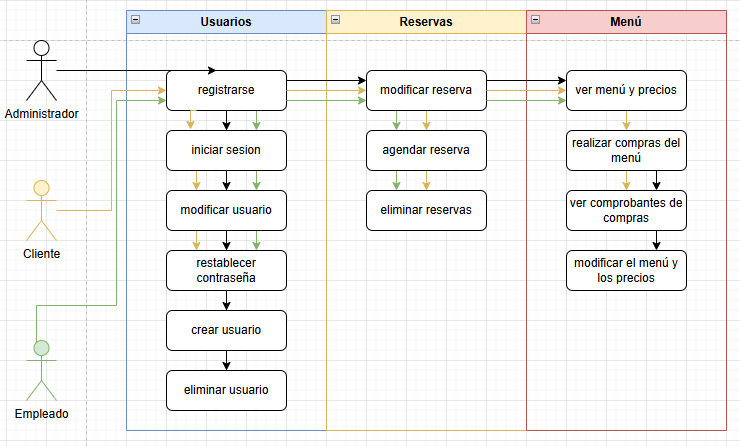 Usuarios
Reservas
Menú
Administrador
Cliente
Empleado
registrarse
iniciar sesion
modificar usuario
restablecer
contraseña
crear usuario
eliminar usuario
modificar reserva
agendar reserva
eliminar reservas
ver menú y precios
realizar compras del
menú
ver comprobantes de
compras
modificar el menú y
los precios